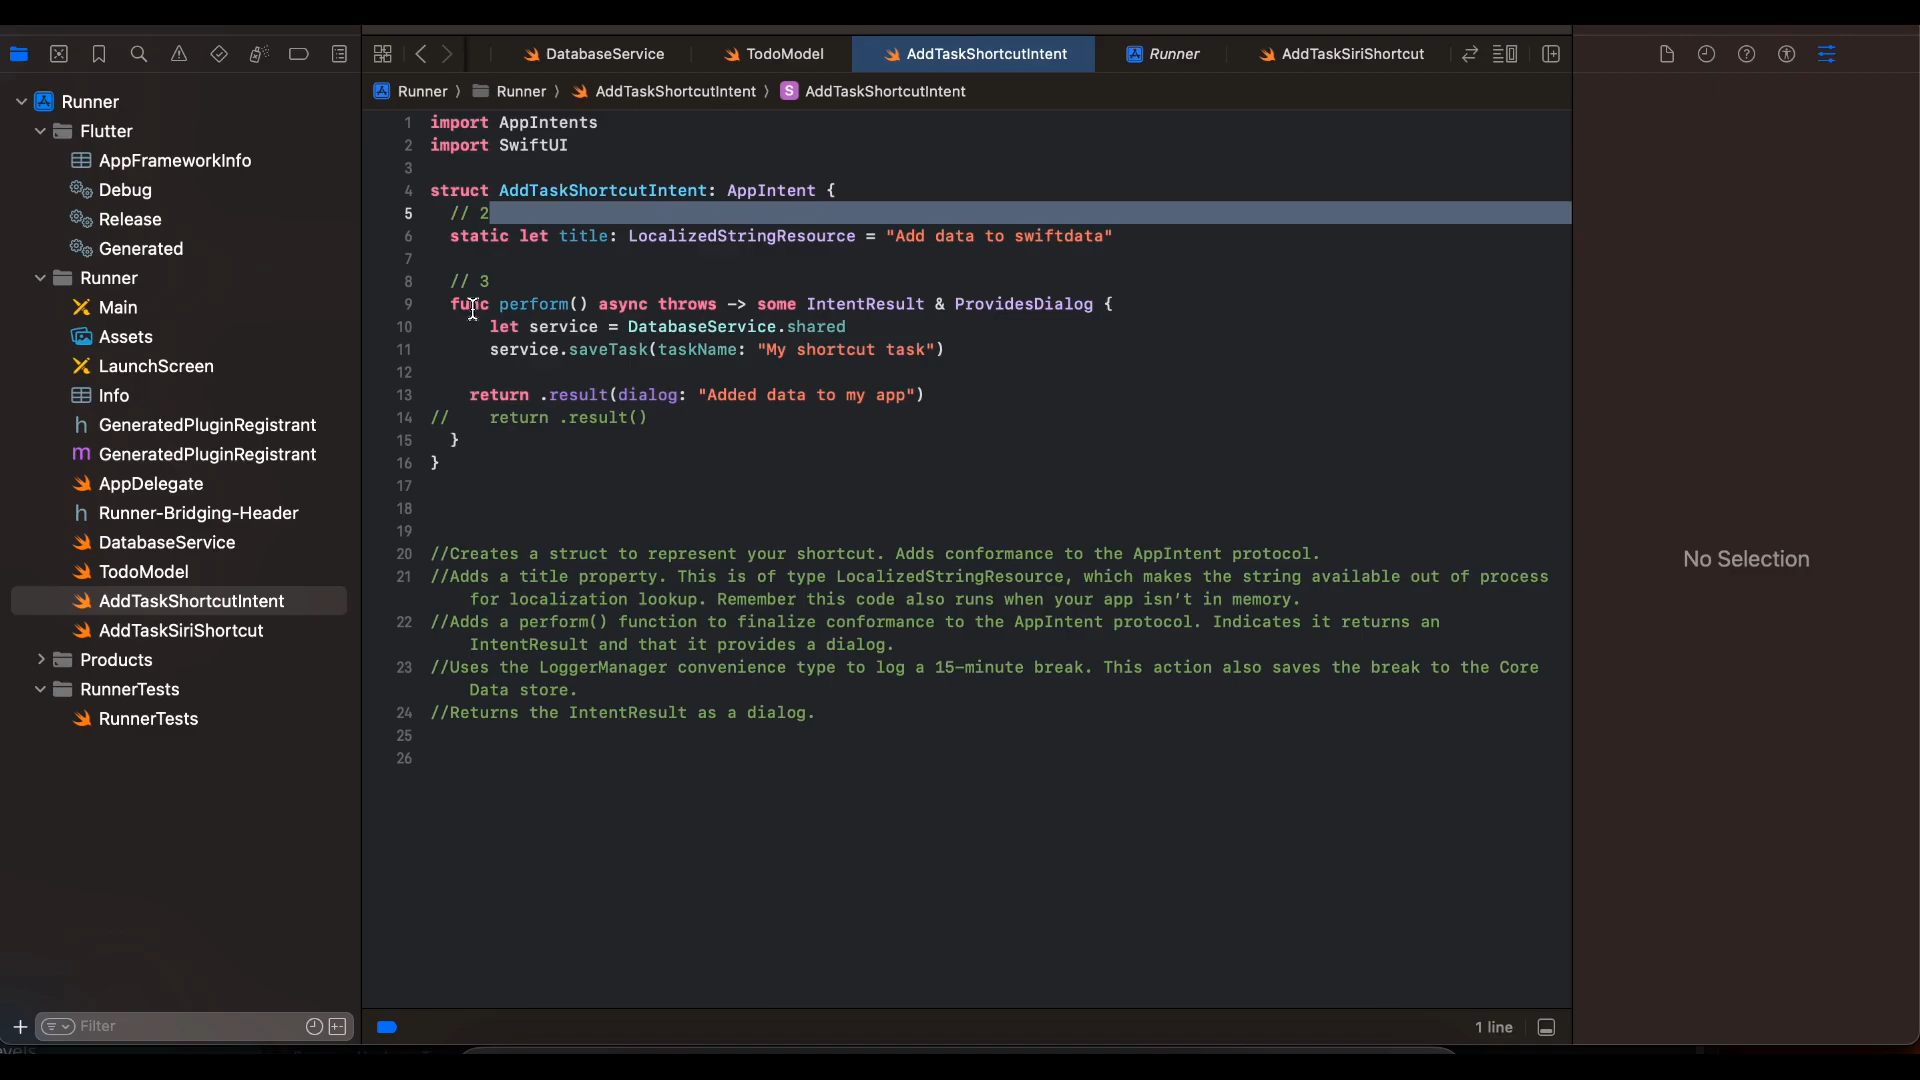 DatabaseService
TodoModel
AddTaskShortcutIntent
Runner
AddTaskSiriShortcut
Runner
Flutter
AppFrameworkInfo
Debug
Release
Generated
Runner
Main
Assets
LaunchScreen
Info
GeneratedPluginRegistrant
GeneratedPluginRegistrant
AppDelegate
Runner-Bridging-Header
DatabaseService
TodoModel
AddTaskShortcutIntent
AddTaskSiriShortcut
Products
RunnerTests
RunnerTests
Filter
Runner ⟩ Runner ⟩ AddTaskShortcutIntent ⟩ S AddTaskShortcutIntent
1 import AppIntents
2 import SwiftUI
3
4 struct AddTaskShortcutIntent: AppIntent {
5 // 2
6 static let title: LocalizedStringResource = "Add data to swiftdata"
7
8 // 3
9 func perform() async throws -> some IntentResult & ProvidesDialog {
10 let service = DatabaseService.shared
11 service.saveTask(taskName: "My shortcut task")
12
13 return .result(dialog: "Added data to my app")
14 // return .result()
15 }
16 }
17
18
19
20 //Creates a struct to represent your shortcut. Adds conformance to the AppIntent protocol.
21 //Adds a title property. This is of type LocalizedStringResource, which makes the string available out of process
for localization lookup. Remember this code also runs when your app isn't in memory.
22 //Adds a perform() function to finalize conformance to the AppIntent protocol. Indicates it returns an
IntentResult and that it provides a dialog.
23 //Uses the LoggerManager convenience type to log a 15-minute break. This action also saves the break to the Core
Data store.
24 //Returns the IntentResult as a dialog.
25
26
1 line
No Selection